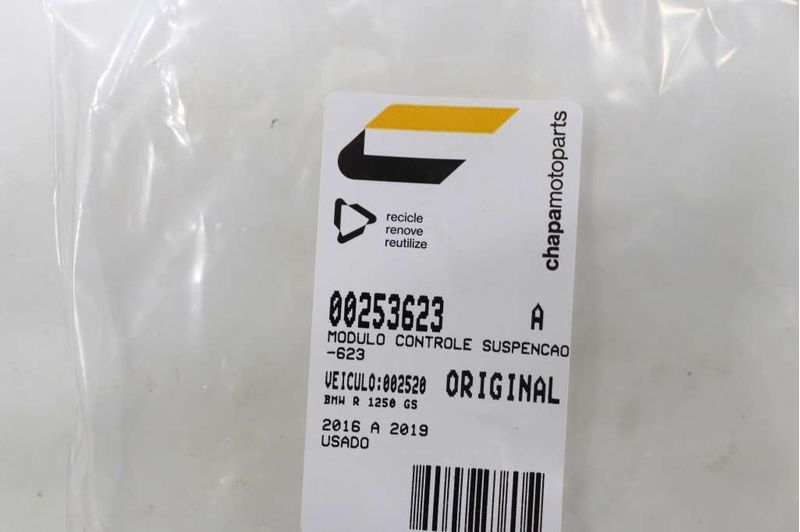 chapamotoparts
recicle
renove
reutilize
00253623 A
MODULO CONTROLE SUSPENCAO
-623
VEICULO:002520 ORIGINAL
BMW R 1250 GS
2016 A 2019
USADO